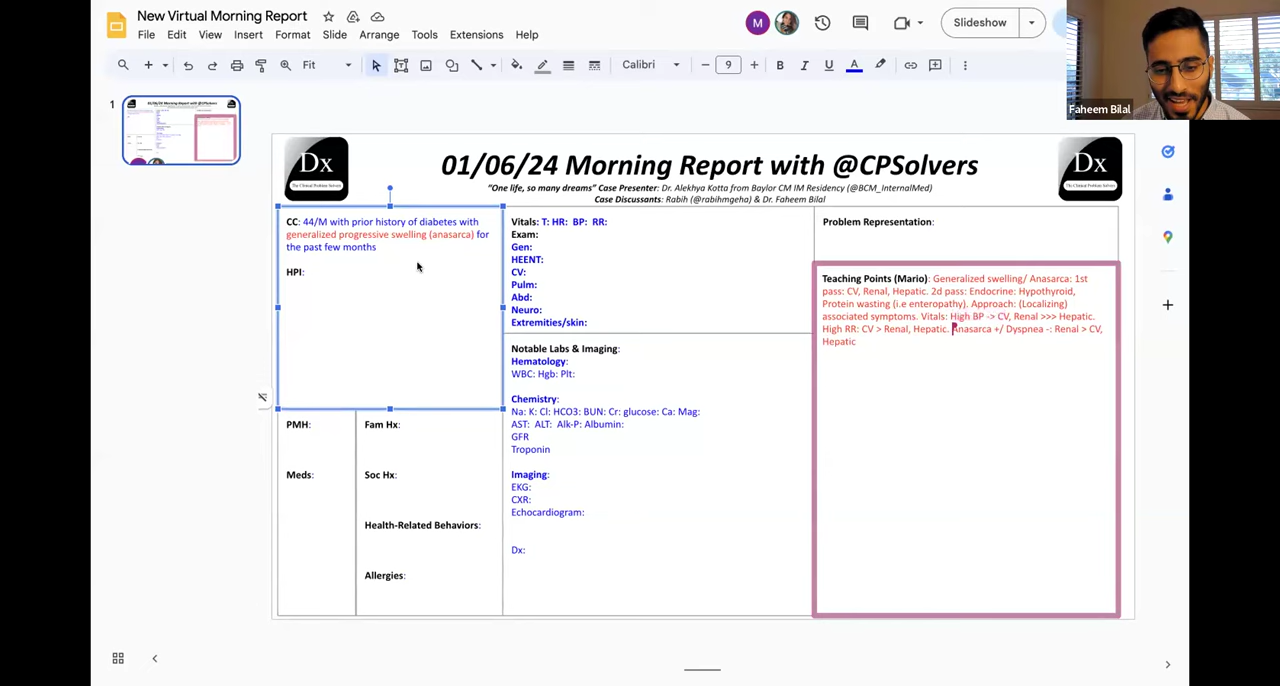 New Virtual Morning Report
File Edit View Insert Format Slide Arrange Tools Extensions Help
M
Slideshow
Fit
Calibri
9
B I U A
Faheem Bilal
1
Dx
The Clinical Problem Solvers
01/06/24 Morning Report with @CPSolvers
"One life, so many dreams" Case Presenter: Dr. Alekhya Kotta from Baylor CM IM Residency (@BCM_InternalMed)
Case Discussants: Rabih (@rabihmgeha) & Dr. Faheem Bilal
Dx
The Clinical Problem Solvers
CC: 44/M with prior history of diabetes with
generalized progressive swelling (anasarca) for
the past few months
HPI:
PMH:
Meds:
Fam Hx:
Soc Hx:
Health-Related Behaviors:
Allergies:
Vitals: T: HR: BP: RR:
Exam:
Gen:
HEENT:
CV:
Pulm:
Abd:
Neuro:
Extremities/skin:
Notable Labs & Imaging:
Hematology:
WBC: Hgb: Plt:
Chemistry:
Na: K: Cl: HCO3: BUN: Cr: glucose: Ca: Mag:
AST: ALT: Alk-P: Albumin:
GFR
Troponin
Imaging:
EKG:
CXR:
Echocardiogram:
Dx:
Problem Representation:
Teaching Points (Mario): Generalized swelling/ Anasarca: 1st
pass: CV, Renal, Hepatic. 2d pass: Endocrine: Hypothyroid,
Protein wasting (i.e enteropathy). Approach: (Localizing)
associated symptoms. Vitals: High BP -> CV, Renal >>> Hepatic.
High RR: CV > Renal, Hepatic. Anasarca +/ Dyspnea -: Renal > CV,
Hepatic